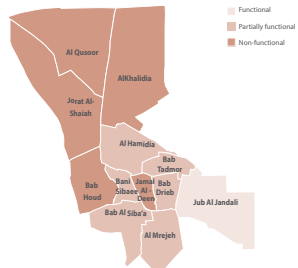 Functional
Partially functional
Non-functional
Al Qusoor
AlKhalidia
Jorat Al-
Shaiah
Al Hamidia
Bab
Tadmor
Bab
Houd
Bani
Sibaee
Jamal
Al
Deen
Bab
Drieb
Jub Al Jandali
Bab Al Siba'a
Al Mrejeh